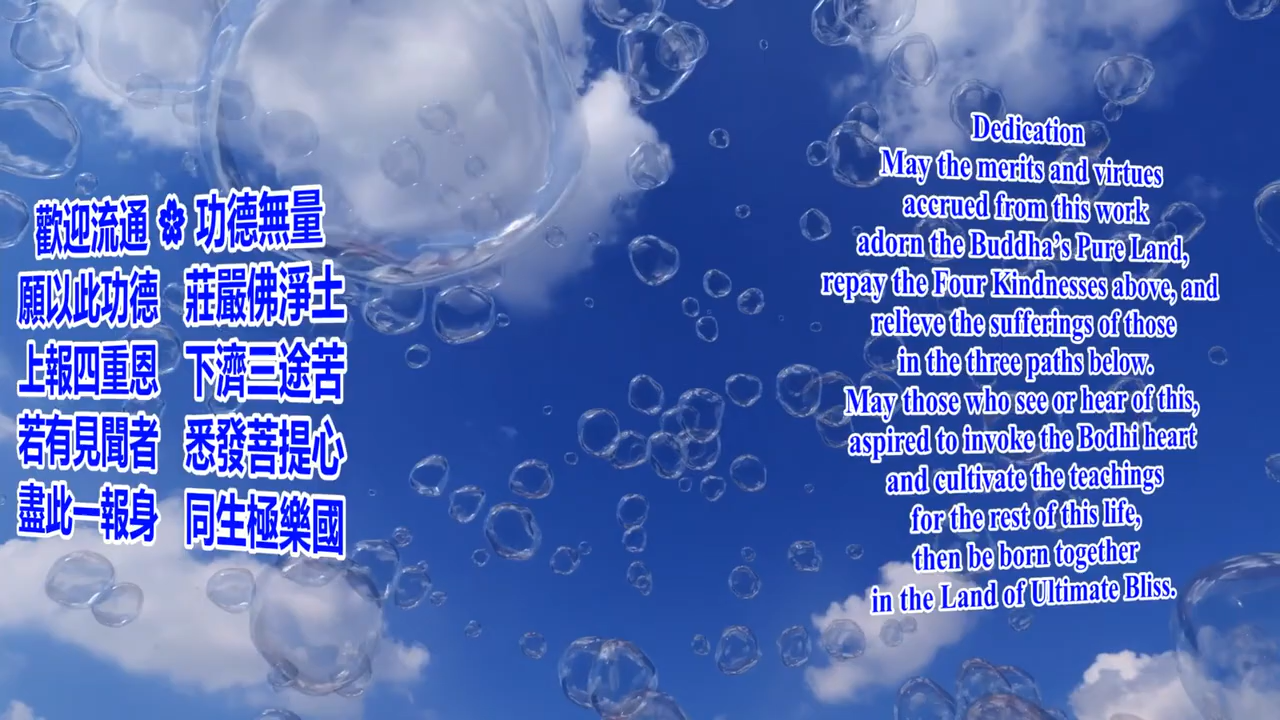 歡迎流通 ❁ 功德無量
願以此功德 莊嚴佛淨土
上報四重恩 下濟三途苦
若有見聞者 悉發菩提心
盡此一報身 同生極樂國
Dedication
May the merits and virtues
accrued from this work
adorn the Buddha's Pure Land,
repay the Four Kindnesses above, and
relieve the sufferings of those
in the three paths below.
May those who see or hear of this,
aspired to invoke the Bodhi heart
and cultivate the teachings
for the rest of this life,
then be born together
in the Land of Ultimate Bliss.